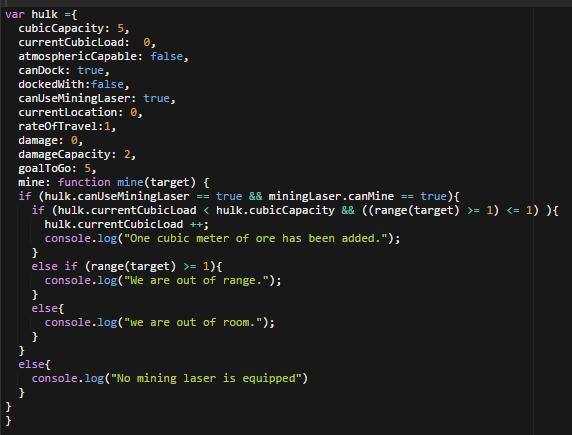 var hulk ={
cubicCapacity: 5,
currentCubicLoad:  0,
atmosphericCapable: false,
canDock: true,
dockedWith:false,
canUseMiningLaser: true,
currentLocation: 0,
rateOfTravel:1,
damage: 0,
damageCapacity: 2,
goalToGo: 5,
mine: function mine(target) {
if (hulk.canUseMiningLaser == true && miningLaser.canMine == true){
if (hulk.currentCubicLoad < hulk.cubicCapacity && ((range(target) >= 1) <= 1) ){
hulk.currentCubicLoad ++;
console.log("One cubic meter of ore has been added.");
}
else if (range(target) >= 1){
console.log("We are out of range.");
}
else{
console.log("we are out of room.");
}
}
else{
console.log("No mining laser is equipped")
}
}
}